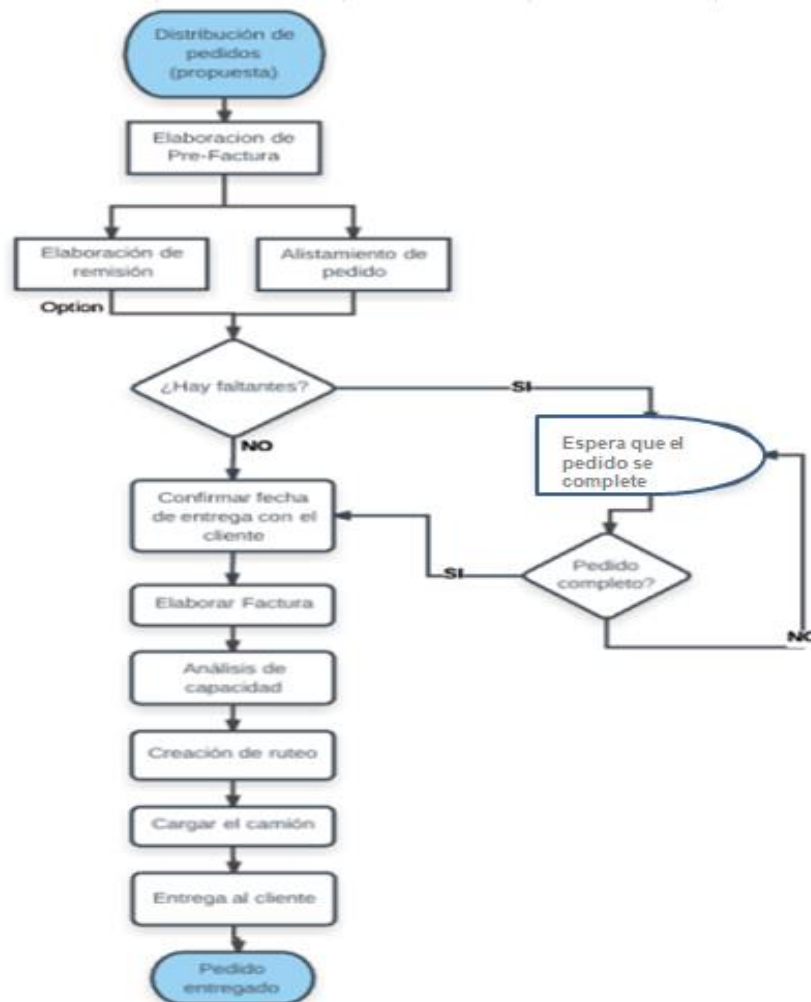 Distribución de
pedidos
(propuesta)
Elaboracion de
Pre-Factura
Elaboración de
remisión
Alistamiento de
pedido
Option
¿Hay faltantes?
SI
NO
Espera que el
pedido se
complete
Confirmar fecha
de entrega con el
cliente
Pedido
completo?
SI
NO
Elaborar Factura
Análisis de
capacidad
Creación de ruteo
Cargar el camión
Entrega al cliente
Pedido
entregado